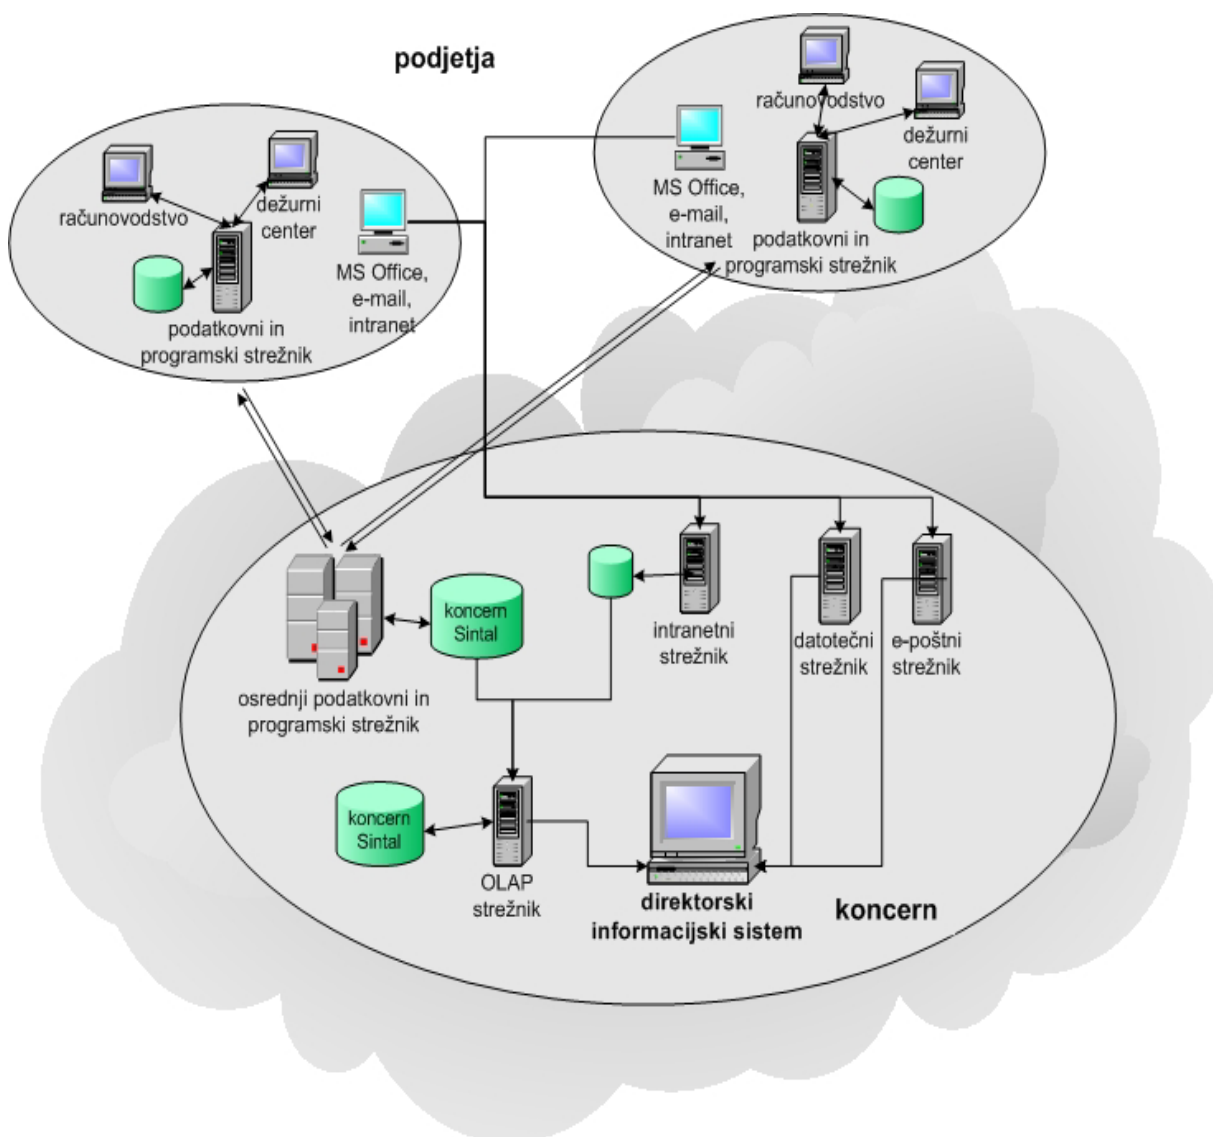 podjetja
računovodstvo
dežurni
center
MS Office,
e-mail,
intranet
podatkovni in
programski strežnik
računovodstvo
dežurni
center
MS Office,
e-mail,
intranet
podatkovni in
programski strežnik
koncern
Sintal
osrednji podatkovni in
programski strežnik
intranetni
strežnik
datotečni
strežnik
e-poštni
strežnik
koncern
Sintal
OLAP
strežnik
direktorski
informacijski sistem
koncern